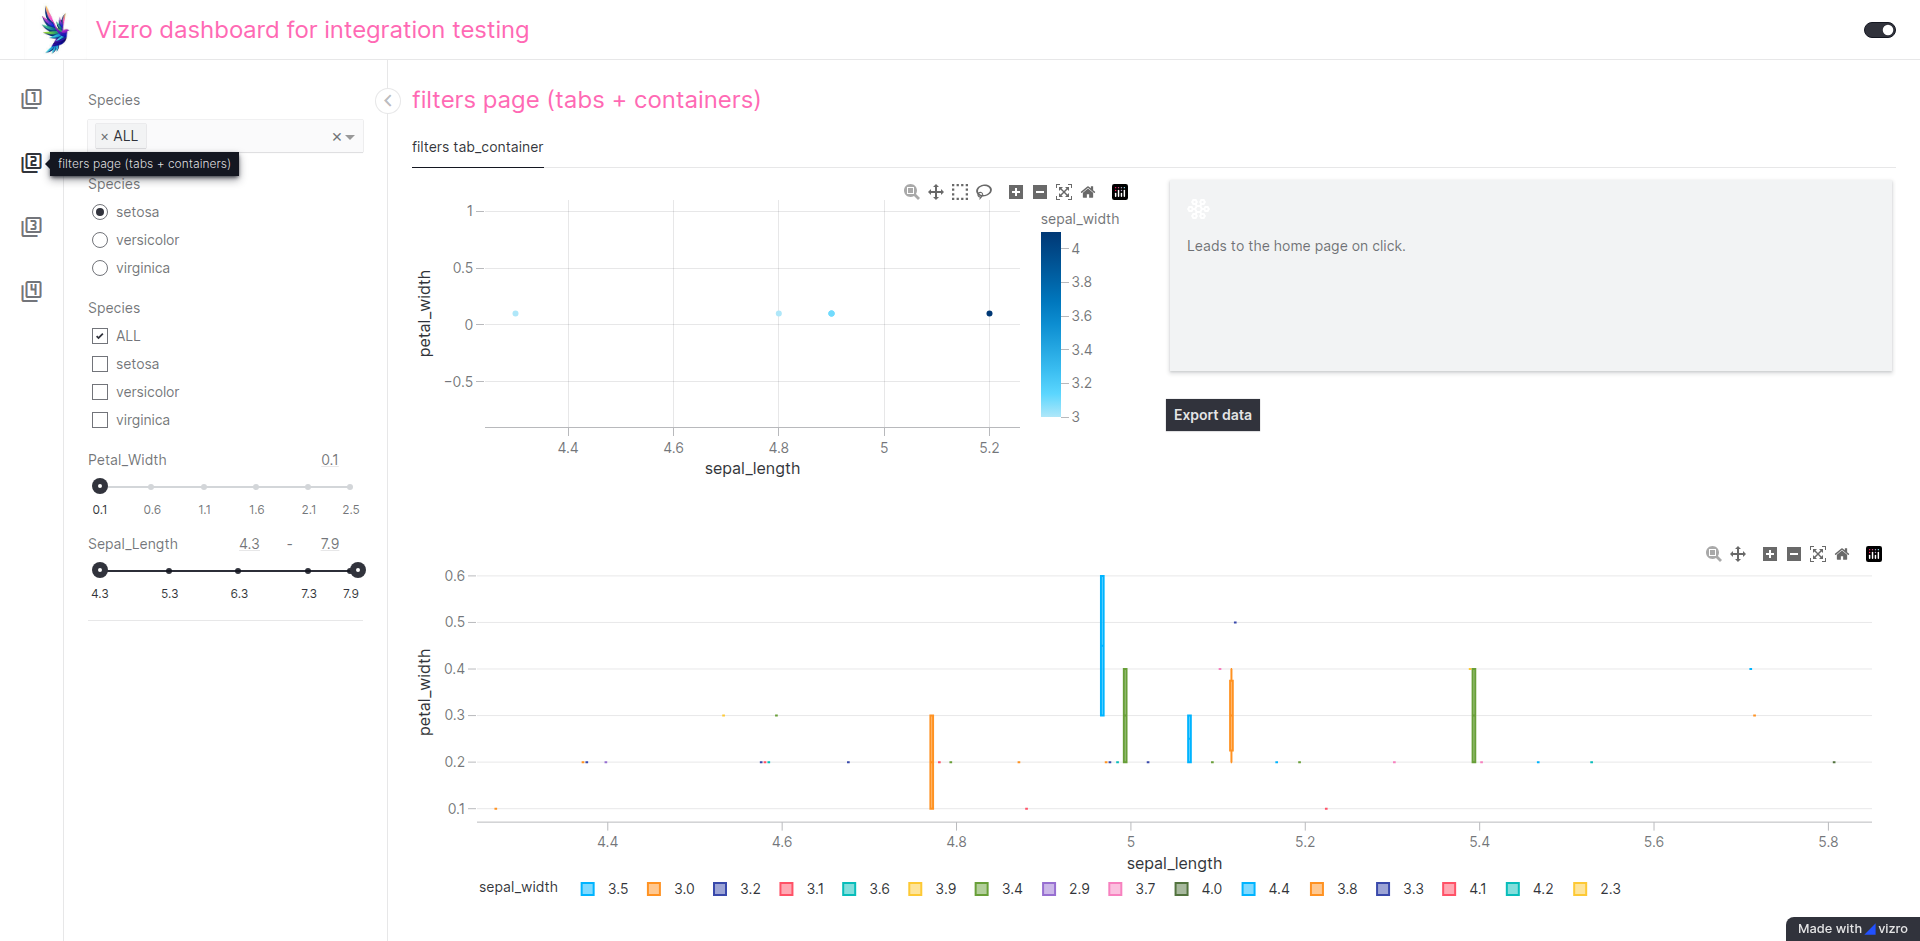 Vizro dashboard for integration testing
1
2
3
4
filters page (tabs + containers)
Species
× ALL
Species
setosa
versicolor
virginica
Species
ALL
setosa
versicolor
virginica
Petal_Width 0.1
0.1 0.6 1.1 1.6 2.1 2.5
Sepal_Length 4.3 - 7.9
4.3 5.3 6.3 7.3 7.9
filters page (tabs + containers)
filters tab_container
petal_width
1
0.5
0
−0.5
4.4 4.6 4.8 5 5.2
sepal_length
sepal_width
4
3.8
3.6
3.4
3.2
3
Leads to the home page on click.
Export data
petal_width
0.6
0.5
0.4
0.3
0.2
0.1
4.4 4.6 4.8 5 5.2 5.4 5.6 5.8
sepal_length
sepal_width 3.5 3.0 3.2 3.1 3.6 3.9 3.4 2.9 3.7 4.0 4.4 3.8 3.3 4.1 4.2 2.3
Made with vizro